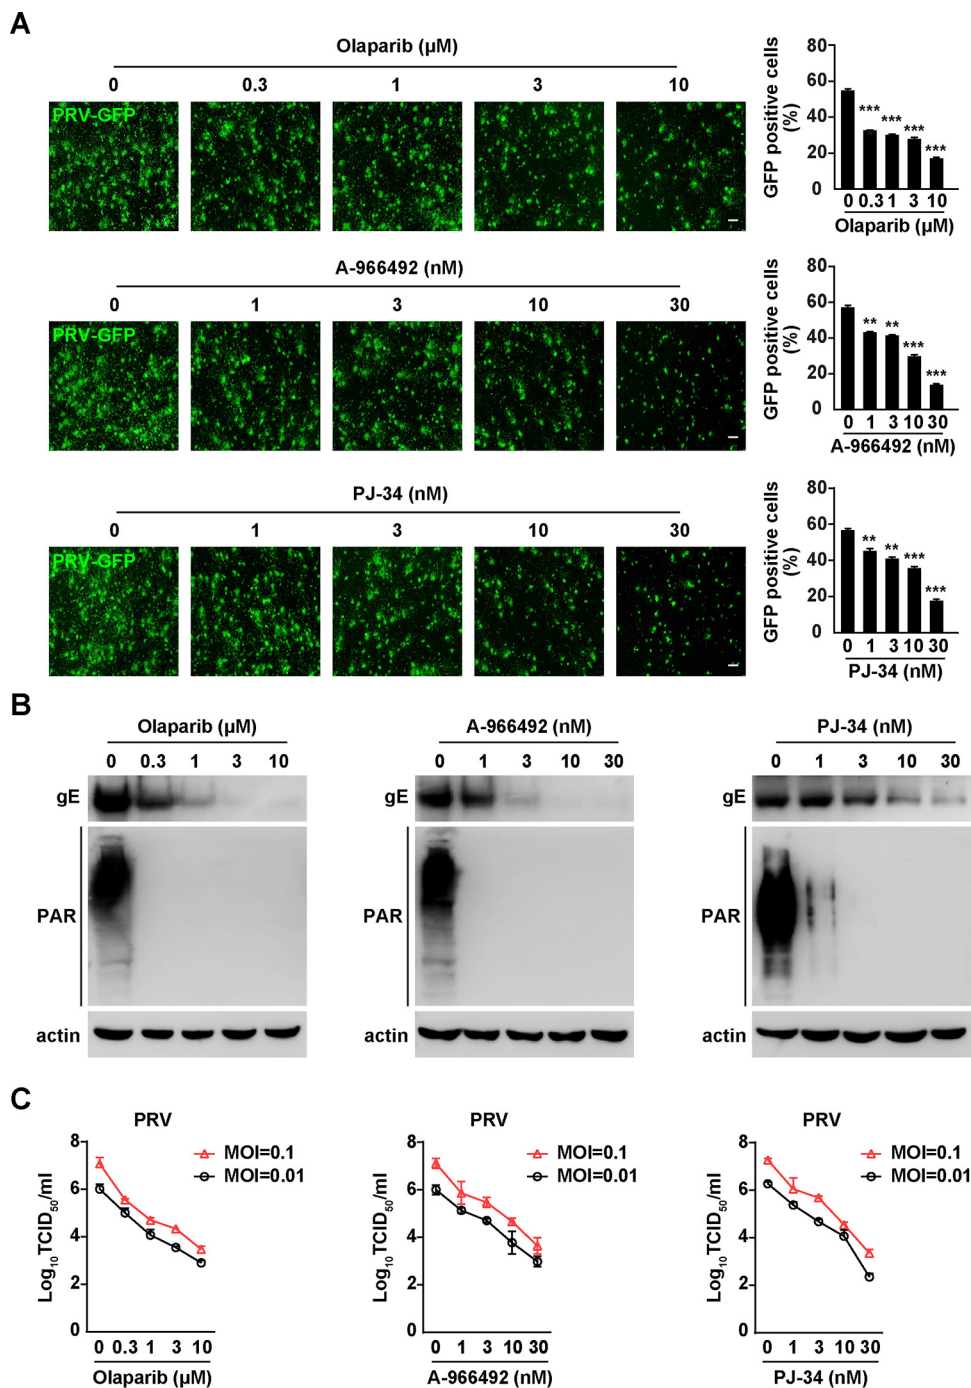 A
Olaparib (µM)
0 0.3 1 3 10
PRV-GFP
GFP positive cells
(%)
80
60
40
20
0
*** *** *** ***
0 0.3 1 3 10
Olaparib (µM)
A-966492 (nM)
0 1 3 10 30
PRV-GFP
GFP positive cells
(%)
80
60
40
20
0
** ** *** ***
0 1 3 10 30
A-966492 (nM)
PJ-34 (nM)
0 1 3 10 30
PRV-GFP
GFP positive cells
(%)
80
60
40
20
0
** ** *** ***
0 1 3 10 30
PJ-34 (nM)
B
Olaparib (µM)
0 0.3 1 3 10
gE
PAR
actin
A-966492 (nM)
0 1 3 10 30
gE
PAR
actin
PJ-34 (nM)
0 1 3 10 30
gE
PAR
actin
C
PRV
Log10TCID50/ml
8
6
4
2
0
MOI=0.1
MOI=0.01
0 0.3 1 3 10
Olaparib (µM)
PRV
Log10TCID50/ml
8
6
4
2
0
MOI=0.1
MOI=0.01
0 1 3 10 30
A-966492 (nM)
PRV
Log10TCID50/ml
8
6
4
2
0
MOI=0.1
MOI=0.01
0 1 3 10 30
PJ-34 (nM)